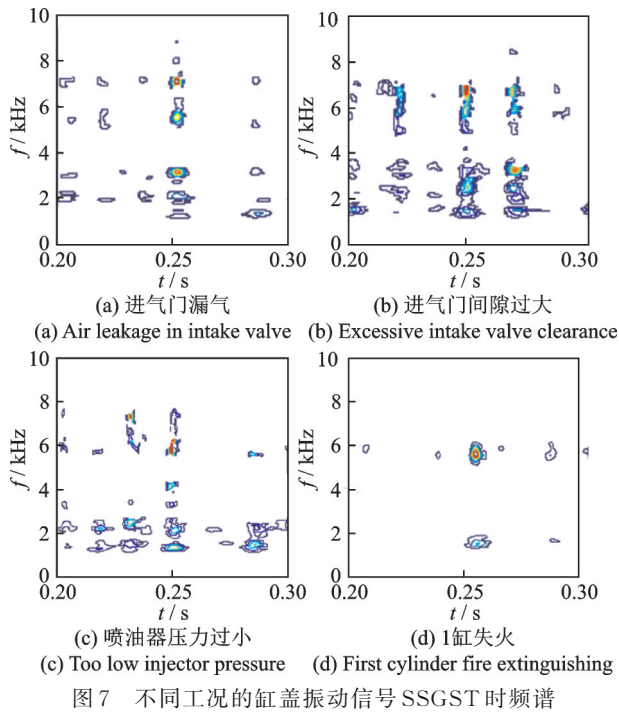 10
8
6
4
2
0
f / kHz
0.20 0.25 0.30
t / s
(a) 进气门漏气
(a) Air leakage in intake valve
10
8
6
4
2
0
f / kHz
0.20 0.25 0.30
t / s
(b) 进气门间隙过大
(b) Excessive intake valve clearance
10
8
6
4
2
0
f / kHz
0.20 0.25 0.30
t / s
(c) 喷油器压力过小
(c) Too low injector pressure
10
8
6
4
2
0
f / kHz
0.20 0.25 0.30
t / s
(d) 1缸失火
(d) First cylinder fire extinguishing
图7 不同工况的缸盖振动信号SSGST时频谱